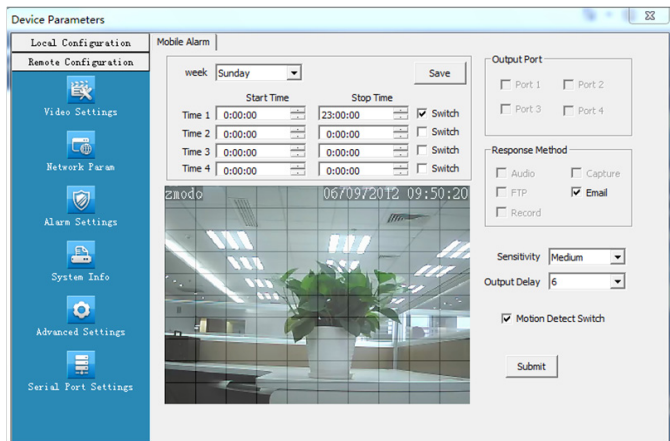 Device Parameters
Local Configuration
Remote Configuration
Video Settings
Network Param
Alarm Settings
System Info
Advanced Settings
Serial Port Settings
Mobile Alarm
week Sunday Save
Start Time Stop Time
Time 1 0:00:00 23:00:00 Switch
Time 2 0:00:00 0:00:00 Switch
Time 3 0:00:00 0:00:00 Switch
Time 4 0:00:00 0:00:00 Switch
zmodo 06/09/2012 09:50:20
Output Port
Port 1 Port 2
Port 3 Port 4
Response Method
Audio Capture
FTP Email
Record
Sensitivity Medium
Output Delay 6
Motion Detect Switch
Submit